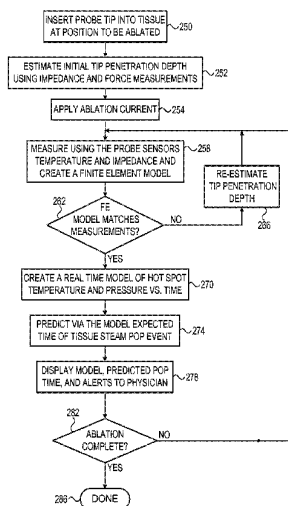 INSERT PROBE TIP INTO TISSUE
AT POSITION TO BE ABLATED
250
ESTIMATE INITIAL TIP PENETRATION DEPTH
USING IMPEDANCE AND FORCE MEASUREMENTS
252
APPLY ABLATION CURRENT
254
MEASURE USING THE PROBE SENSORS
TEMPERATURE AND IMPEDANCE AND
CREATE A FINITE ELEMENT MODEL
258
RE-ESTIMATE
TIP PENETRATION
DEPTH
266
262
FE
MODEL MATCHES
MEASUREMENTS?
NO
YES
CREATE A REAL TIME MODEL OF HOT SPOT
TEMPERATURE AND PRESSURE VS. TIME
270
PREDICT VIA THE MODEL EXPECTED
TIME OF TISSUE STEAM POP EVENT
274
DISPLAY MODEL, PREDICTED POP
TIME, AND ALERTS TO PHYSICIAN
278
282
ABLATION
COMPLETE?
NO
YES
286
DONE